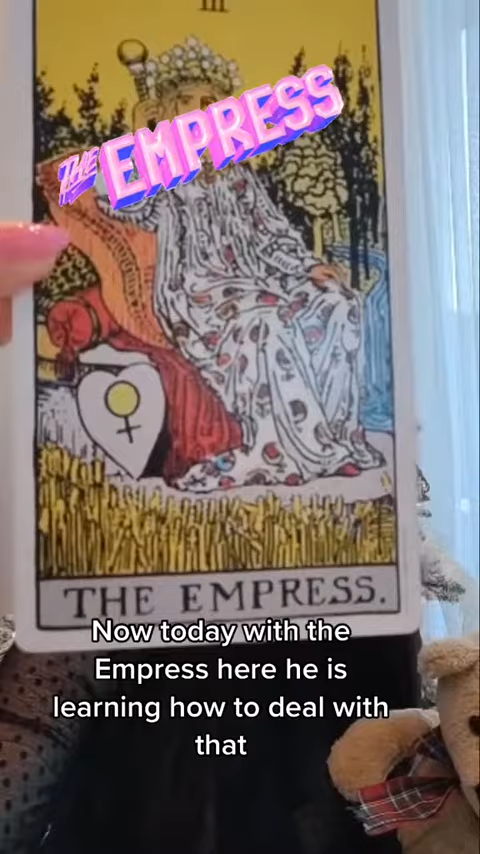 III
THE EMPRESS
THE EMPRESS.
Now today with the
Empress here he is
learning how to deal with
that